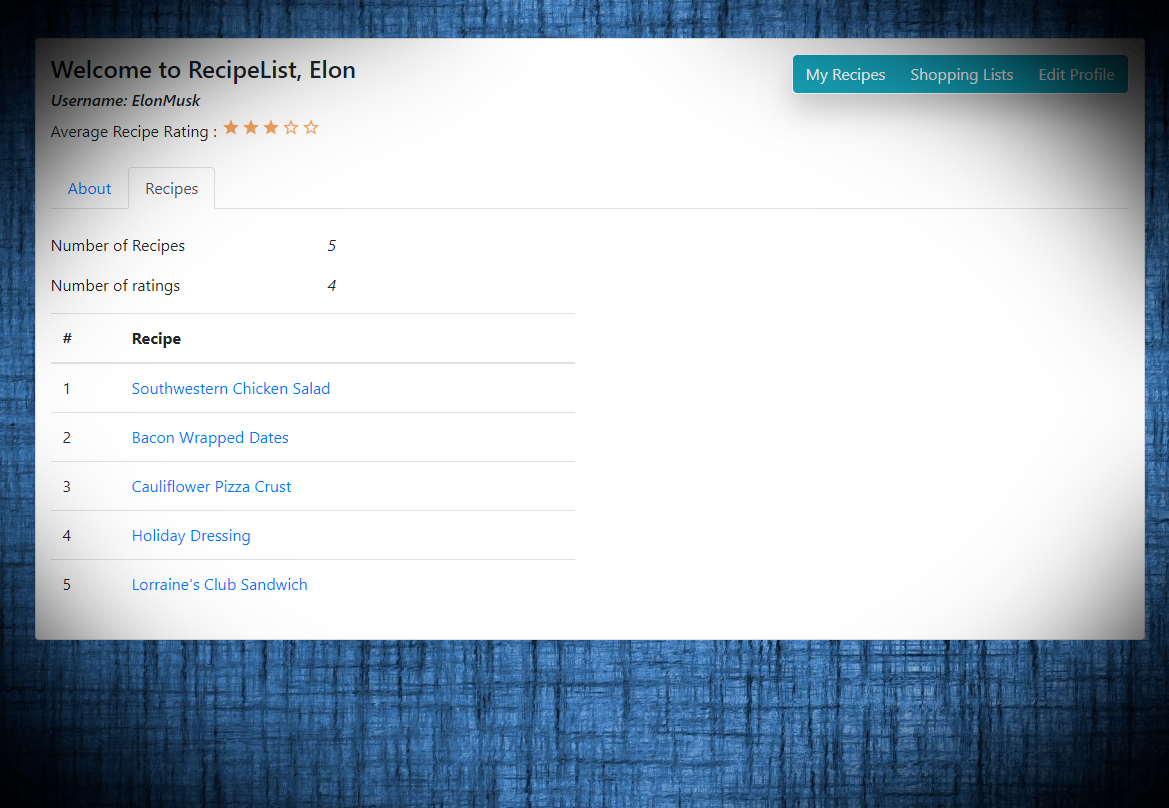 Welcome to RecipeList, Elon
My Recipes Shopping Lists Edit Profile
Username: ElonMusk
Average Recipe Rating :
About Recipes
Number of Recipes 5
Number of ratings 4
# Recipe
1 Southwestern Chicken Salad
2 Bacon Wrapped Dates
3 Cauliflower Pizza Crust
4 Holiday Dressing
5 Lorraine's Club Sandwich